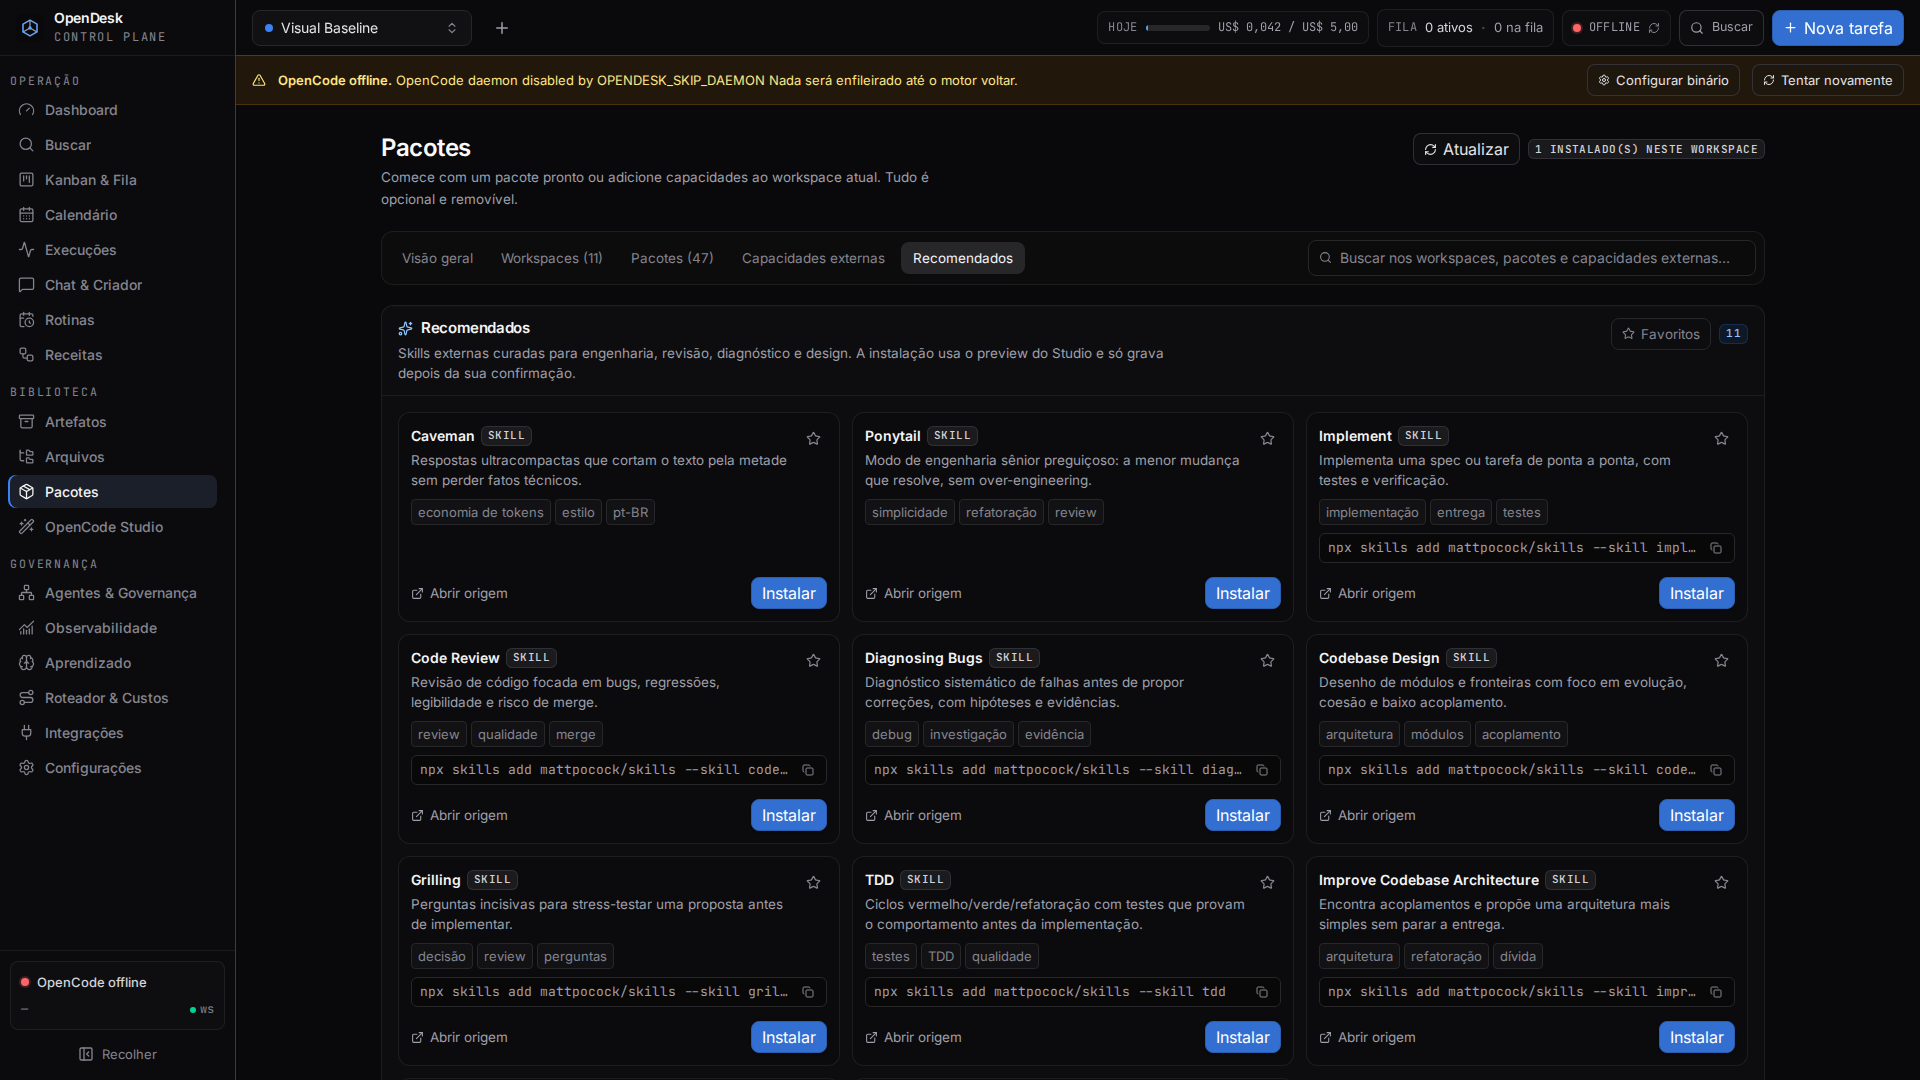 OpenDesk
CONTROL PLANE
OPERAÇÃO
Dashboard
Buscar
Kanban & Fila
Calendário
Execuções
Chat & Criador
Rotinas
Receitas
BIBLIOTECA
Artefatos
Arquivos
Pacotes
OpenCode Studio
GOVERNANÇA
Agentes & Governança
Observabilidade
Aprendizado
Roteador & Custos
Integrações
Configurações
OpenCode offline
—
WS
Recolher
Visual Baseline
HOJE US$ 0,042 / US$ 5,00
FILA 0 ativos · 0 na fila
OFFLINE
Buscar
+ Nova tarefa
OpenCode offline. OpenCode daemon disabled by OPENDESK_SKIP_DAEMON Nada será enfileirado até o motor voltar.
Configurar binário
Tentar novamente
Pacotes
Comece com um pacote pronto ou adicione capacidades ao workspace atual. Tudo é
opcional e removível.
Atualizar
1 INSTALADO(S) NESTE WORKSPACE
Visão geral
Workspaces (11)
Pacotes (47)
Capacidades externas
Recomendados
Buscar nos workspaces, pacotes e capacidades externas...
Recomendados
Skills externas curadas para engenharia, revisão, diagnóstico e design. A instalação usa o preview do Studio e só grava
depois da sua confirmação.
Favoritos
11
Caveman SKILL
Respostas ultracompactas que cortam o texto pela metade
sem perder fatos técnicos.
economia de tokens estilo pt-BR
Abrir origem
Instalar
Ponytail SKILL
Modo de engenharia sênior preguiçoso: a menor mudança
que resolve, sem over-engineering.
simplicidade refatoração review
Abrir origem
Instalar
Implement SKILL
Implementa uma spec ou tarefa de ponta a ponta, com
testes e verificação.
implementação entrega testes
npx skills add mattpocock/skills --skill impl…
Abrir origem
Instalar
Code Review SKILL
Revisão de código focada em bugs, regressões,
legibilidade e risco de merge.
review qualidade merge
npx skills add mattpocock/skills --skill code…
Abrir origem
Instalar
Diagnosing Bugs SKILL
Diagnóstico sistemático de falhas antes de propor
correções, com hipóteses e evidências.
debug investigação evidência
npx skills add mattpocock/skills --skill diag…
Abrir origem
Instalar
Codebase Design SKILL
Desenho de módulos e fronteiras com foco em evolução,
coesão e baixo acoplamento.
arquitetura módulos acoplamento
npx skills add mattpocock/skills --skill code…
Abrir origem
Instalar
Grilling SKILL
Perguntas incisivas para stress-testar uma proposta antes
de implementar.
decisão review perguntas
npx skills add mattpocock/skills --skill gril…
Abrir origem
Instalar
TDD SKILL
Ciclos vermelho/verde/refatoração com testes que provam
o comportamento antes da implementação.
testes TDD qualidade
npx skills add mattpocock/skills --skill tdd
Abrir origem
Instalar
Improve Codebase Architecture SKILL
Encontra acoplamentos e propõe uma arquitetura mais
simples sem parar a entrega.
arquitetura refatoração dívida
npx skills add mattpocock/skills --skill impr…
Abrir origem
Instalar